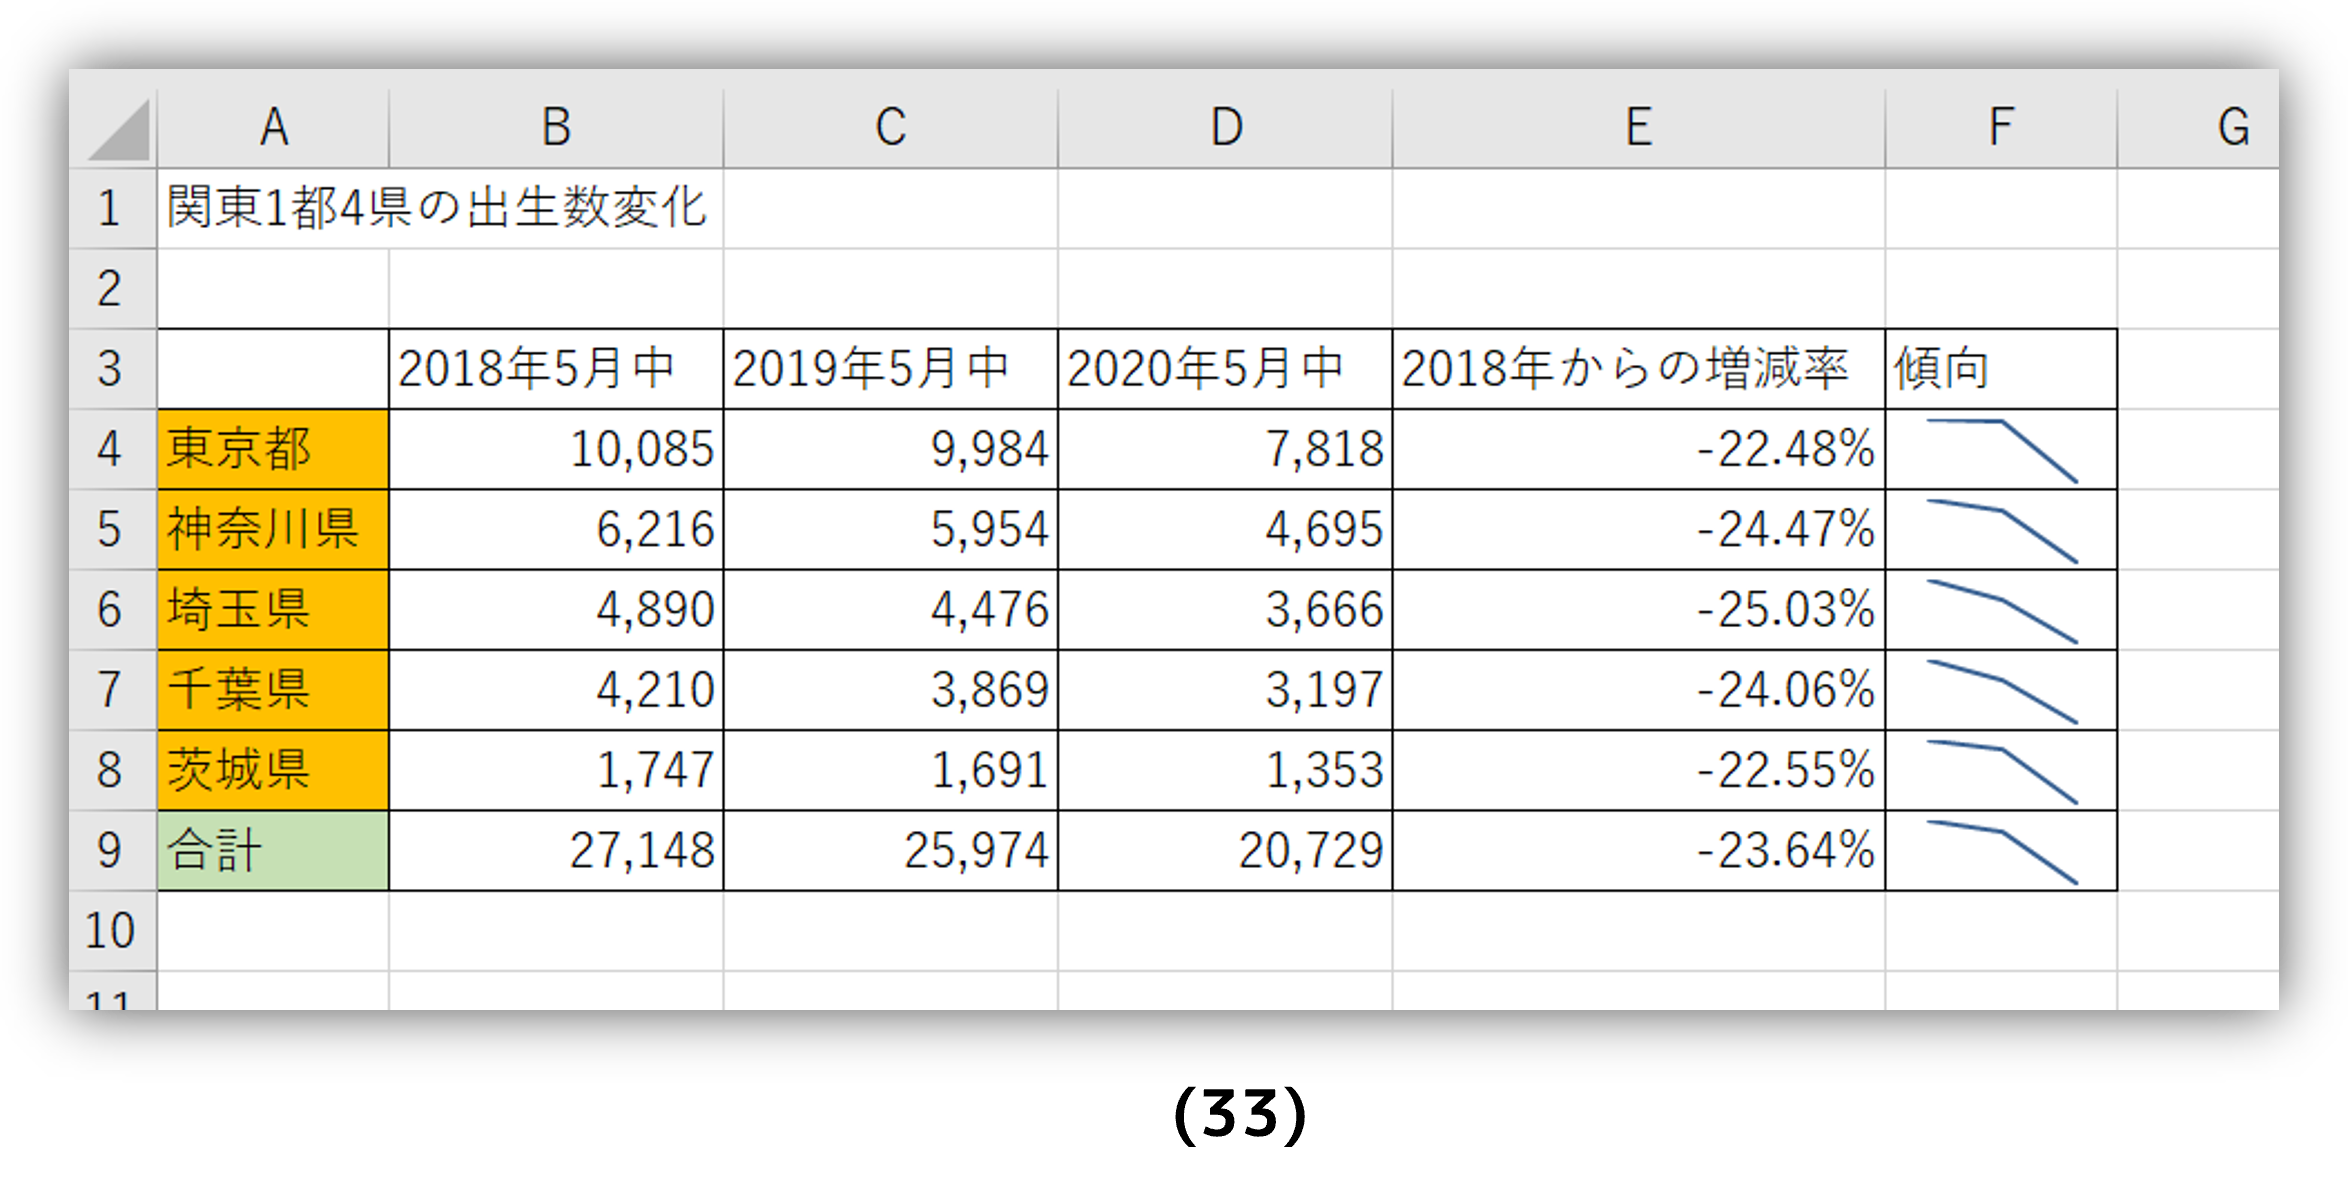 A B C D E F G
1 関東1都4県の出生数変化
2
3 2018年5月中 2019年5月中 2020年5月中 2018年からの増減率 傾向
4 東京都 10,085 9,984 7,818 -22.48%
5 神奈川県 6,216 5,954 4,695 -24.47%
6 埼玉県 4,890 4,476 3,666 -25.03%
7 千葉県 4,210 3,869 3,197 -24.06%
8 茨城県 1,747 1,691 1,353 -22.55%
9 合計 27,148 25,974 20,729 -23.64%
10
11
(33)